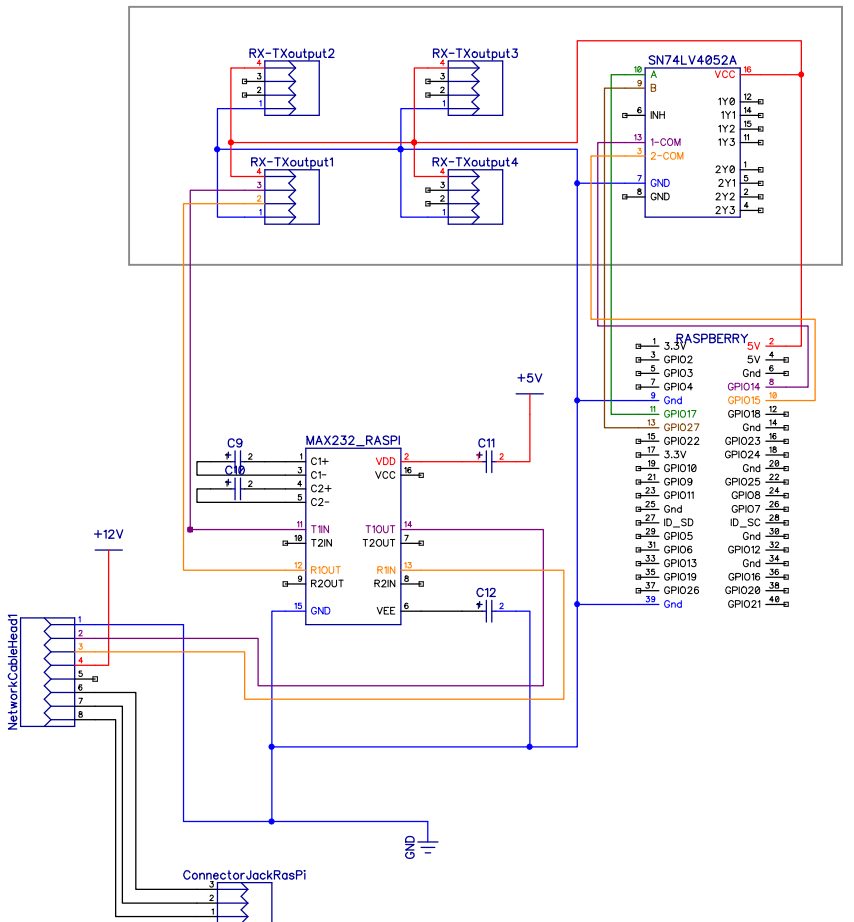 RX-TXoutput2
4
3
2
1
RX-TXoutput3
4
3
2
1
SN74LV4052A
10 A VCC 16
9 B
1Y0 12
6 INH 1Y1 14
1Y2 15
13 1-COM 1Y3 11
3 2-COM
2Y0 1
7 GND 2Y1 5
8 GND 2Y2 2
2Y3 4
RX-TXoutput1
4
3
2
1
RX-TXoutput4
4
3
2
1
RASPBERRY
1 3.3V 5V 2
3 GPIO2 5V 4
5 GPIO3 Gnd 6
7 GPIO4 GPIO14 8
9 Gnd GPIO15 10
11 GPIO17 GPIO18 12
13 GPIO27 Gnd 14
15 GPIO22 GPIO23 16
17 3.3V GPIO24 18
19 GPIO10 Gnd 20
21 GPIO9 GPIO25 22
23 GPIO11 GPIO8 24
25 Gnd GPIO7 26
27 ID_SD ID_SC 28
29 GPIO5 Gnd 30
31 GPIO6 GPIO12 32
33 GPIO13 Gnd 34
35 GPIO19 GPIO16 36
37 GPIO26 GPIO20 38
39 Gnd GPIO21 40
+5V
MAX232_RASPI
C9
+ 2
C10
+ 2
C11
+ 2
1 C1+ VDD 2
3 C1- VCC 16
4 C2+
5 C2-
11 T1IN T1OUT 14
10 T2IN T2OUT 7
12 R1OUT R1IN 13
9 R2OUT R2IN 8
15 GND VEE 6
C12
+ 2
+12V
NetworkCableHead1
1
2
3
4
5
6
7
8
GND
ConnectorJackRasPi
3
2
1